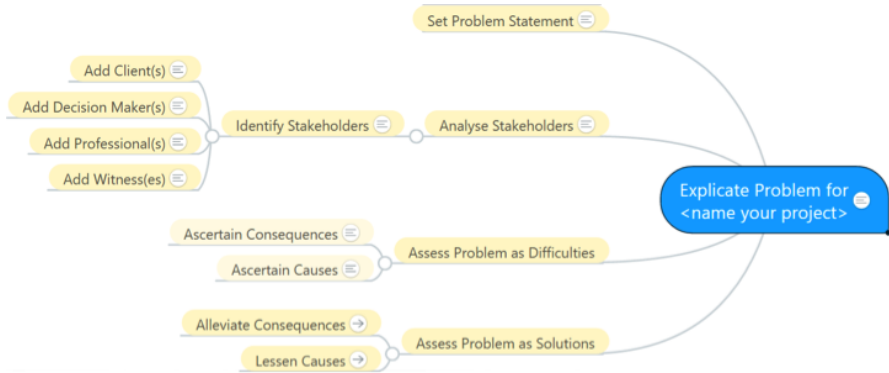 Set Problem Statement
Add Client(s)
Add Decision Maker(s)
Identify Stakeholders
Analyse Stakeholders
Add Professional(s)
Add Witness(es)
Explicate Problem for
<name your project>
Ascertain Consequences
Assess Problem as Difficulties
Ascertain Causes
Alleviate Consequences
Assess Problem as Solutions
Lessen Causes